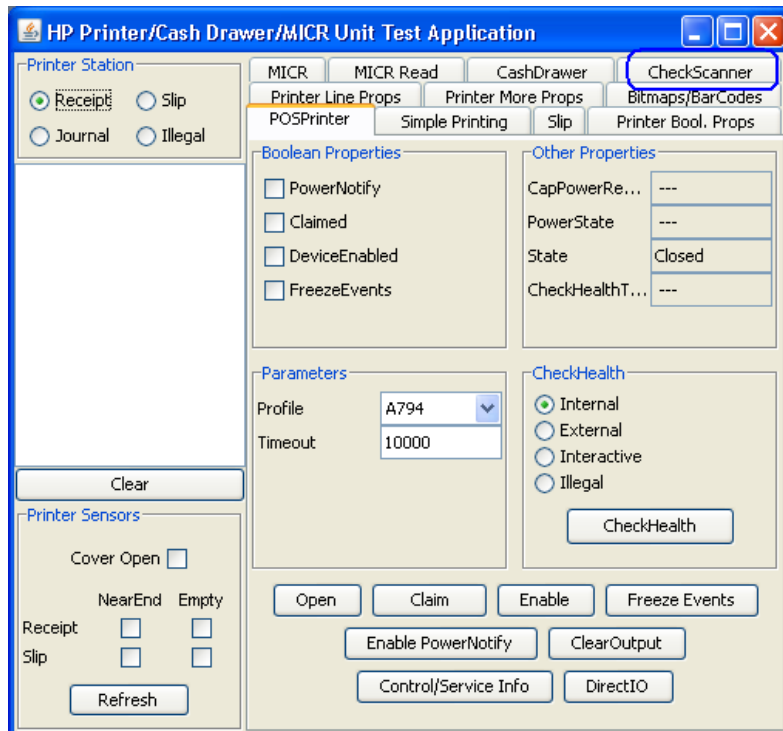 HP Printer/Cash Drawer/MICR Unit Test Application
Printer Station
Receipt Slip
Journal Illegal
MICR MICR Read CashDrawer CheckScanner
Printer Line Props Printer More Props Bitmaps/BarCodes
POSPrinter Simple Printing Slip Printer Bool. Props
Boolean Properties
PowerNotify
Claimed
DeviceEnabled
FreezeEvents
Other Properties
CapPowerRe... ---
PowerState ---
State Closed
CheckHealthT... ---
Parameters
Profile A794
Timeout 10000
CheckHealth
Internal
External
Interactive
Illegal
CheckHealth
Clear
Printer Sensors
Cover Open
NearEnd Empty
Receipt
Slip
Refresh
Open Claim Enable Freeze Events
Enable PowerNotify ClearOutput
Control/Service Info DirectIO